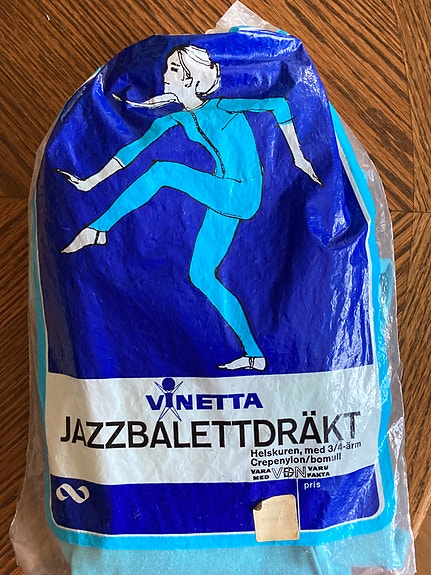 VINETTA
JAZZBALETTDRÄKT
Helskuren, med 3/4-ärm
Crepenylon/bomull
VARA VDN VARU
MED FAKTA
pris